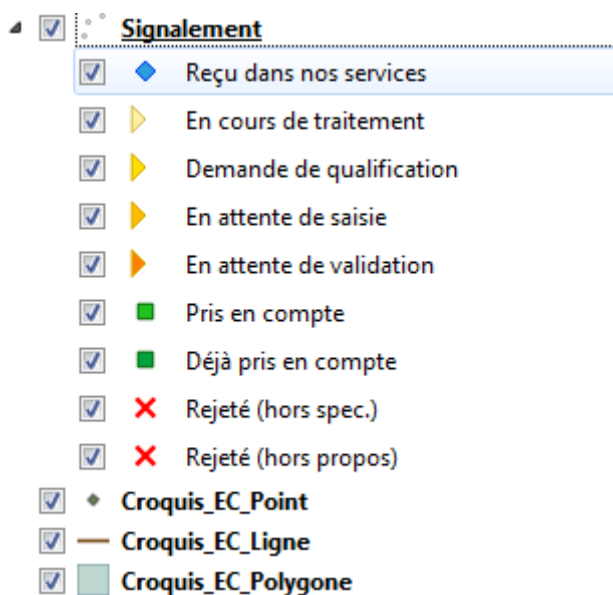 Signalement
Reçu dans nos services
En cours de traitement
Demande de qualification
En attente de saisie
En attente de validation
Pris en compte
Déjà pris en compte
Rejeté (hors spec.)
Rejeté (hors propos)
Croquis_EC_Point
Croquis_EC_Ligne
Croquis_EC_Polygone